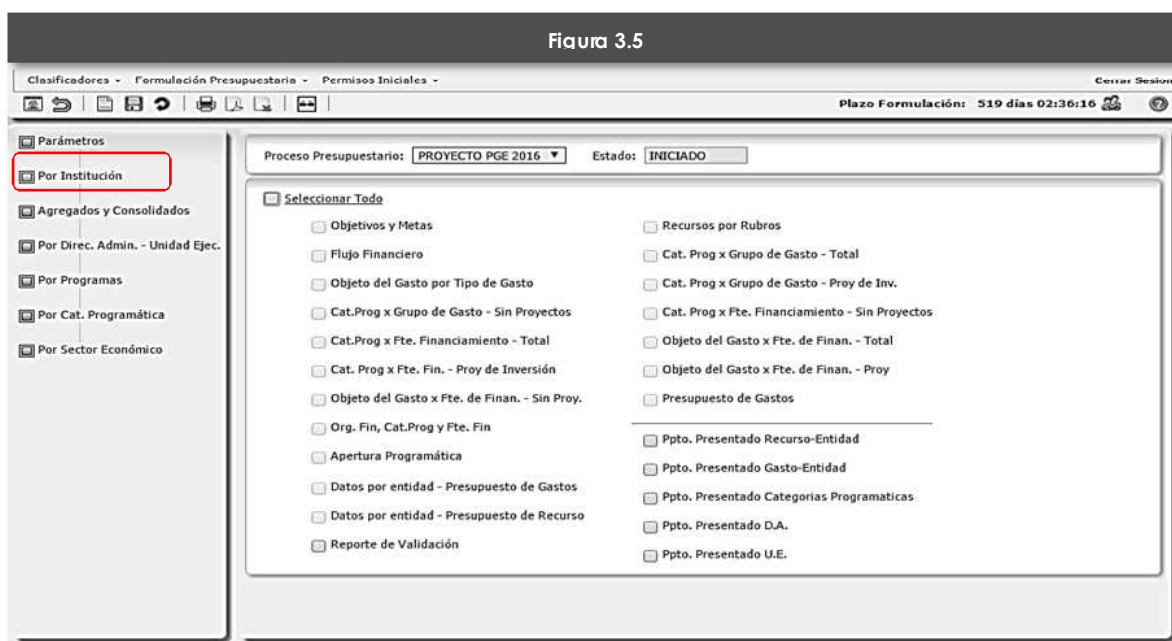 Figura 3.5
Clasificadores Formulación Presupuestaria Permisos Iniciales Cerrar Sesion
Plazo Formulación: 519 días 02:36:16
Parámetros
Por Institución
Agregados y Consolidados
Por Direc. Admin. - Unidad Ejec.
Por Programas
Por Cat. Programática
Por Sector Económico
Proceso Presupuestario: PROYECTO PGE 2016 Estado: INICIADO
Seleccionar Todo
Objetivos y Metas
Flujo Financiero
Objeto del Gasto por Tipo de Gasto
Cat.Prog x Grupo de Gasto - Sin Proyectos
Cat.Prog x Fte. Financiamiento - Total
Cat. Prog x Fte. Fin. - Proy de Inversión
Objeto del Gasto x Fte. de Finan. - Sin Proy.
Org. Fin, Cat.Prog y Fte. Fin
Apertura Programática
Datos por entidad - Presupuesto de Gastos
Datos por entidad - Presupuesto de Recurso
Reporte de Validación
Recursos por Rubros
Cat. Prog x Grupo de Gasto - Total
Cat. Prog x Grupo de Gasto - Proy de Inv.
Cat. Prog x Fte. Financiamiento - Sin Proyectos
Objeto del Gasto x Fte. de Finan. - Total
Objeto del Gasto x Fte. de Finan. - Proy
Presupuesto de Gastos
Ppto. Presentado Recurso-Entidad
Ppto. Presentado Gasto-Entidad
Ppto. Presentado Categorias Programaticas
Ppto. Presentado D.A.
Ppto. Presentado U.E.